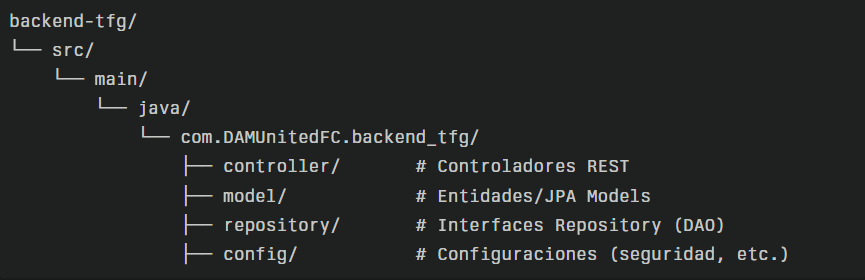 backend-tfg/
└── src/
    └── main/
        └── java/
            └── com.DAMUnitedFC.backend_tfg/
                ├── controller/       # Controladores REST
                ├── model/            # Entidades/JPA Models
                ├── repository/       # Interfaces Repository (DAO)
                ├── config/           # Configuraciones (seguridad, etc.)